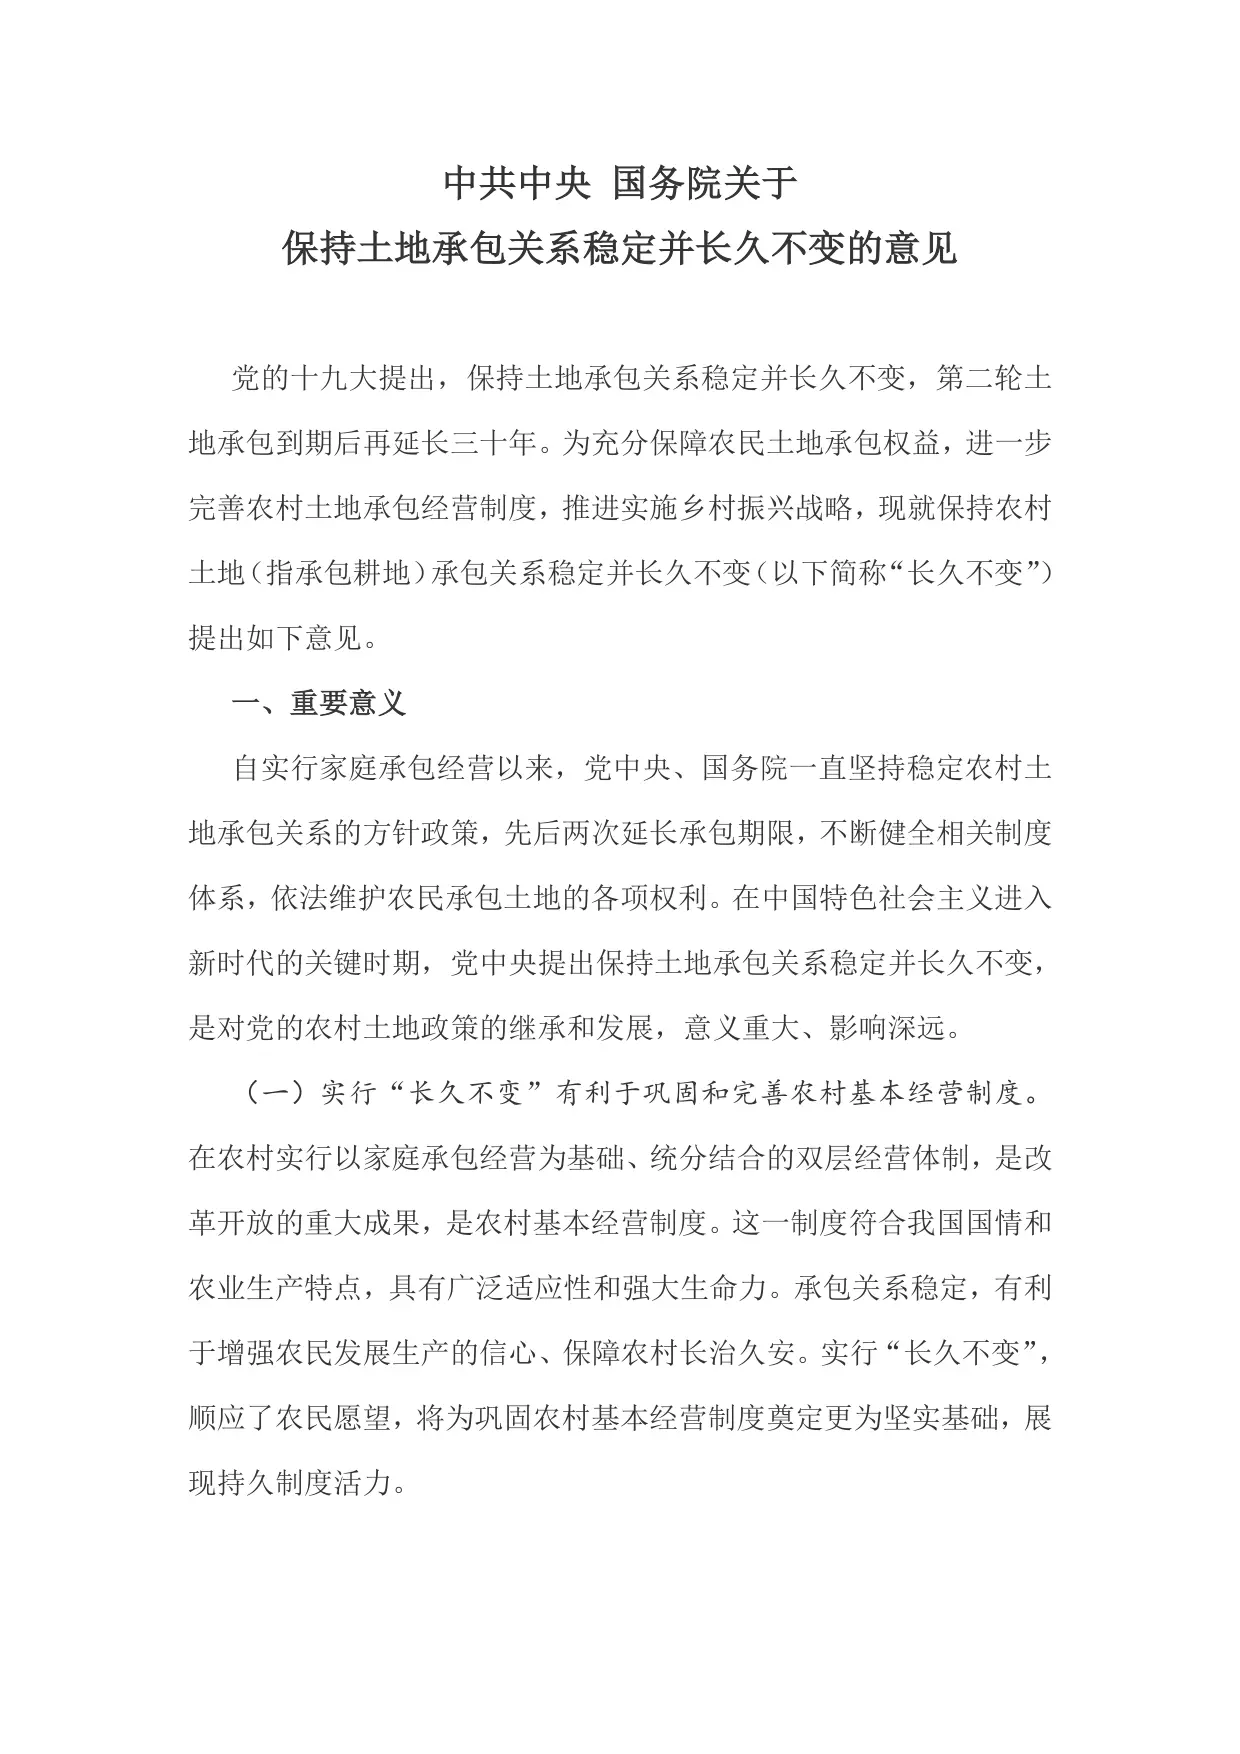 中共中央 国务院关于
保持土地承包关系稳定并长久不变的意见
党的十九大提出，保持土地承包关系稳定并长久不变，第二轮土
地承包到期后再延长三十年。为充分保障农民土地承包权益，进一步
完善农村土地承包经营制度，推进实施乡村振兴战略，现就保持农村
土地（指承包耕地）承包关系稳定并长久不变（以下简称“长久不变”）
提出如下意见。
一、重要意义
自实行家庭承包经营以来，党中央、国务院一直坚持稳定农村土
地承包关系的方针政策，先后两次延长承包期限，不断健全相关制度
体系，依法维护农民承包土地的各项权利。在中国特色社会主义进入
新时代的关键时期，党中央提出保持土地承包关系稳定并长久不变，
是对党的农村土地政策的继承和发展，意义重大、影响深远。
（一）实行“长久不变”有利于巩固和完善农村基本经营制度。
在农村实行以家庭承包经营为基础、统分结合的双层经营体制，是改
革开放的重大成果，是农村基本经营制度。这一制度符合我国国情和
农业生产特点，具有广泛适应性和强大生命力。承包关系稳定，有利
于增强农民发展生产的信心、保障农村长治久安。实行“长久不变”，
顺应了农民愿望，将为巩固农村基本经营制度奠定更为坚实基础，展
现持久制度活力。